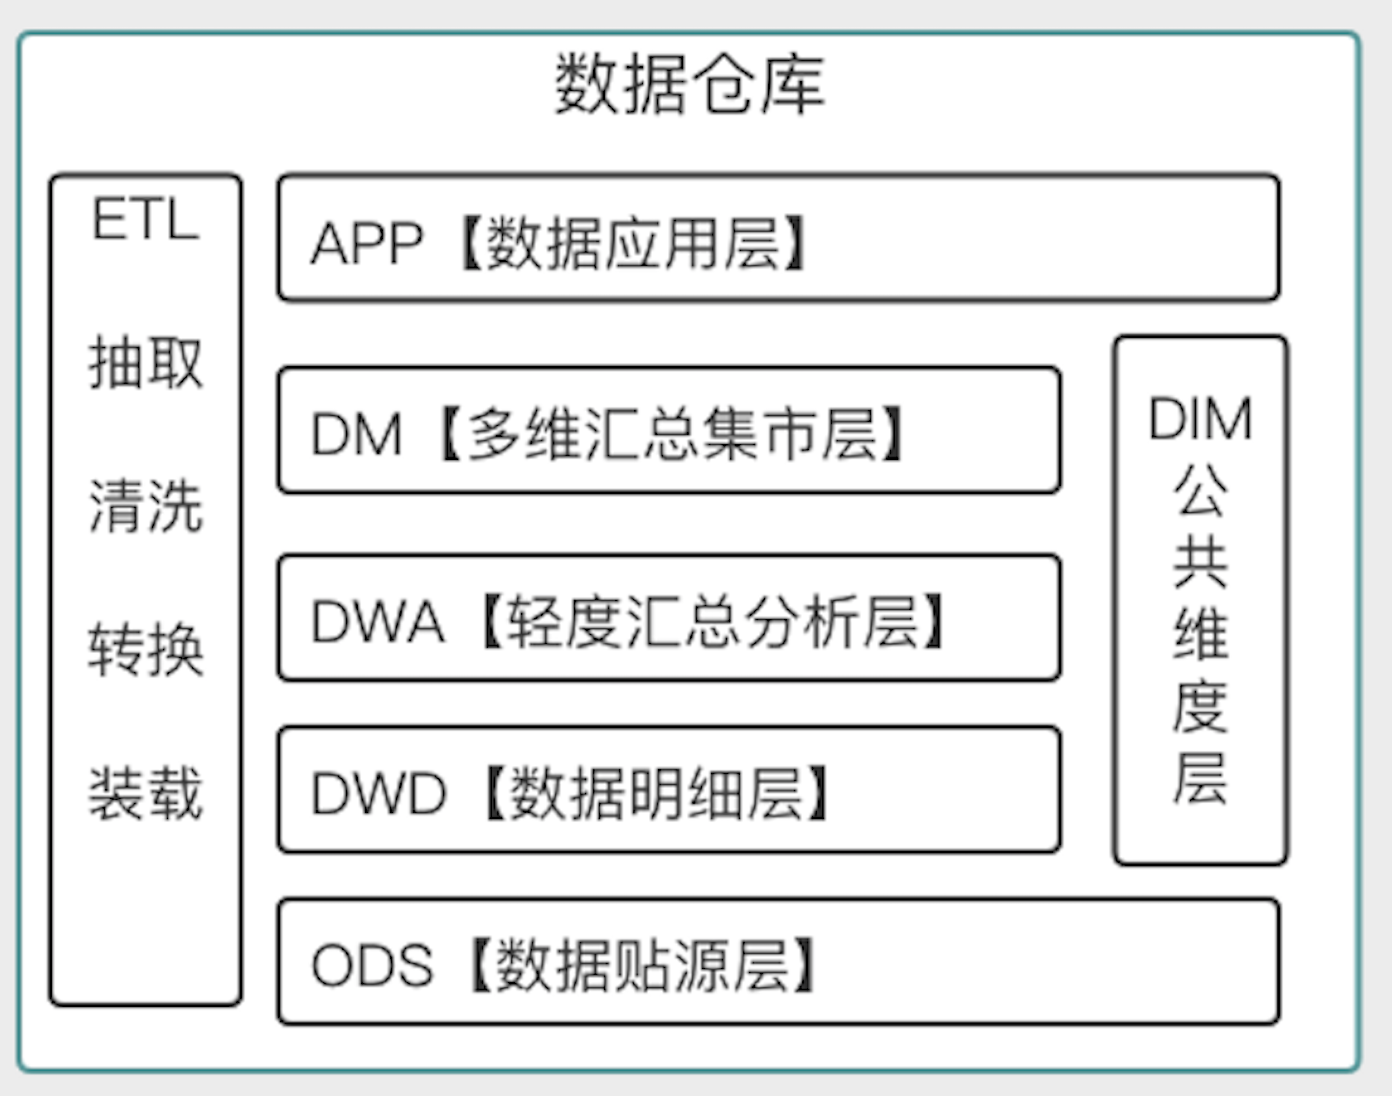 数据仓库
ETL
抽取
清洗
转换
装载
APP【数据应用层】
DM【多维汇总集市层】
DWA【轻度汇总分析层】
DWD【数据明细层】
ODS【数据贴源层】
DIM
公
共
维
度
层